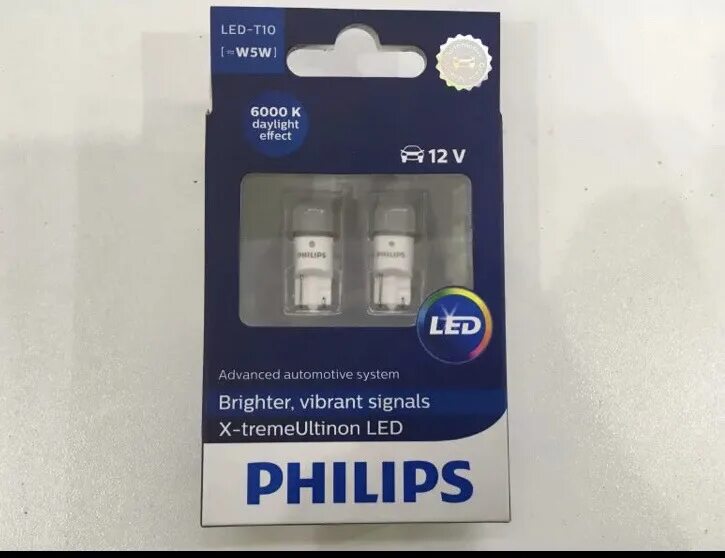 LED-T10
[≈W5W]
6000 K
daylight
effect
12 V
PHILIPS
PHILIPS
LED
Advanced automotive system
Brighter, vibrant signals
X-tremeUltinon LED
PHILIPS